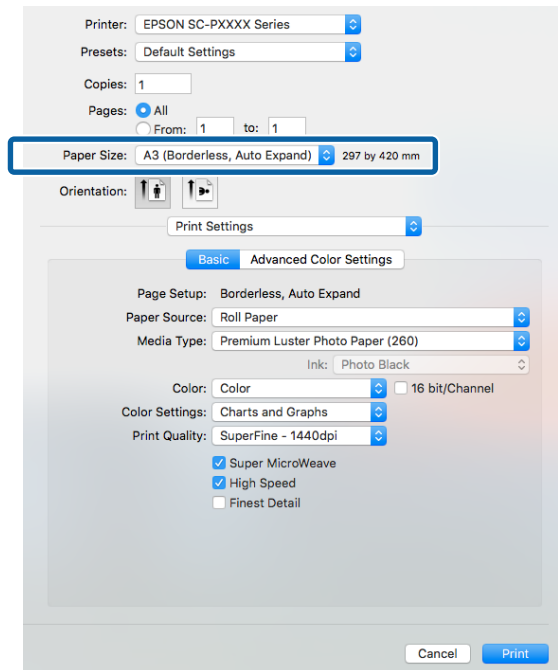 Printer: EPSON SC-PXXXX Series
Presets: Default Settings
Copies: 1
Pages: All
From: 1 to: 1
Paper Size: A3 (Borderless, Auto Expand) 297 by 420 mm
Orientation:
Print Settings
Basic Advanced Color Settings
Page Setup: Borderless, Auto Expand
Paper Source: Roll Paper
Media Type: Premium Luster Photo Paper (260)
Ink: Photo Black
Color: Color 16 bit/Channel
Color Settings: Charts and Graphs
Print Quality: SuperFine - 1440dpi
Super MicroWeave
High Speed
Finest Detail
Cancel Print